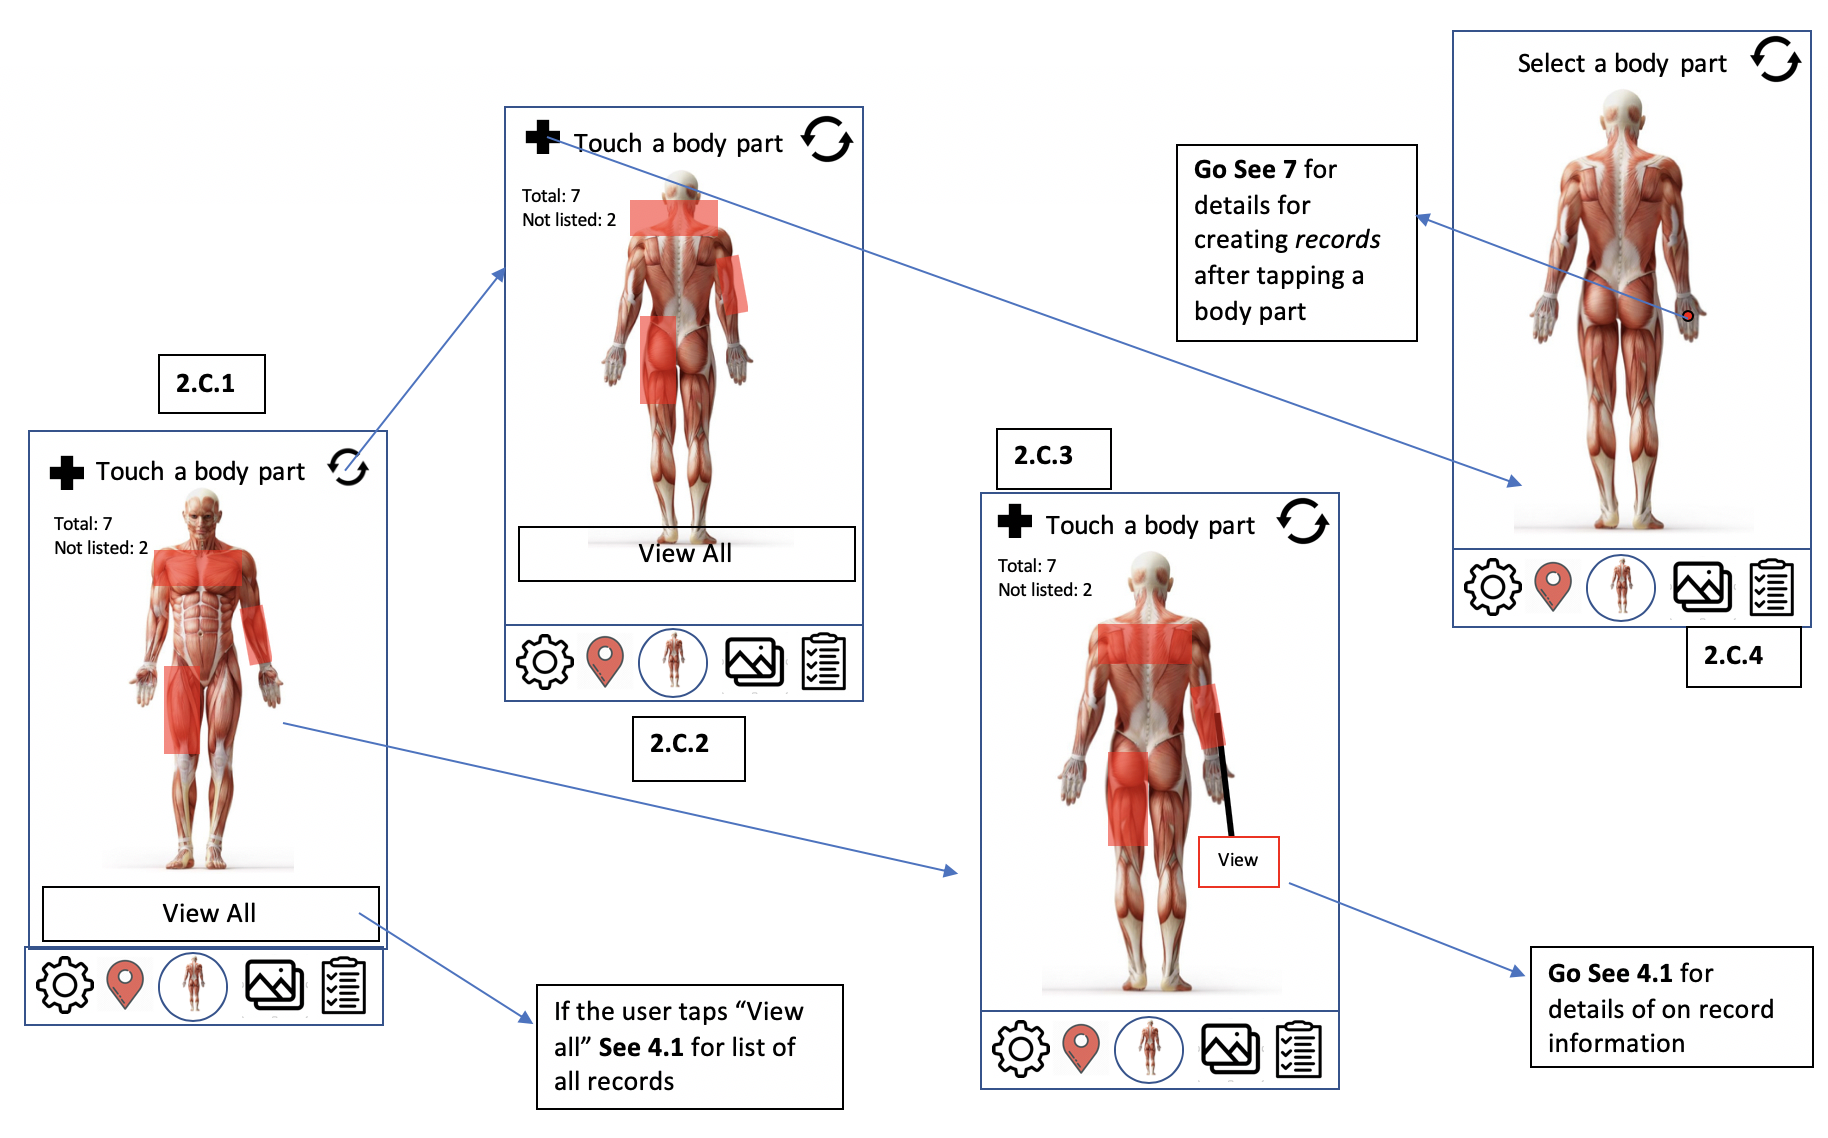 2.C.1
Touch a body part
Total: 7
Not listed: 2
View All
Touch a body part
Total: 7
Not listed: 2
View All
2.C.2
If the user taps “View
all” See 4.1 for list of
all records
2.C.3
Touch a body part
Total: 7
Not listed: 2
View
Go See 7 for
details for
creating records
after tapping a
body part
Select a body part
2.C.4
Go See 4.1 for
details of on record
information